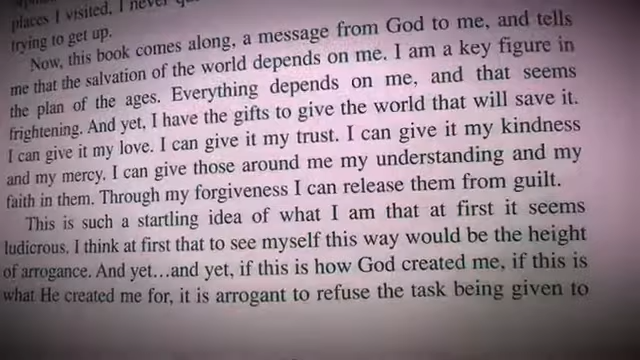 places I visited, I never
trying to get up.
Now, this book comes along, a message from God to me, and tells
me that the salvation of the world depends on me. I am a key figure in
the plan of the ages. Everything depends on me, and that seems
frightening. And yet, I have the gifts to give the world that will save it.
I can give it my love. I can give it my trust. I can give it my kindness
and my mercy. I can give those around me my understanding and my
faith in them. Through my forgiveness I can release them from guilt.
This is such a startling idea of what I am that at first it seems
ludicrous. I think at first that to see myself this way would be the height
of arrogance. And yet…and yet, if this is how God created me, if this is
what He created me for, it is arrogant to refuse the task being given to